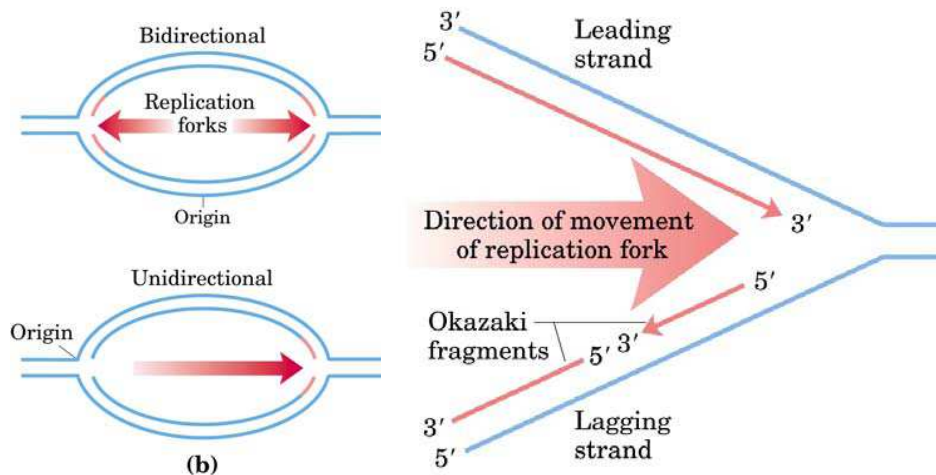 Bidirectional
Replication
forks
Origin
Unidirectional
Origin
(b)
3′
5′
Leading
strand
3′
Direction of movement
of replication fork
5′
Okazaki
fragments
3′
5′
3′
5′
Lagging
strand